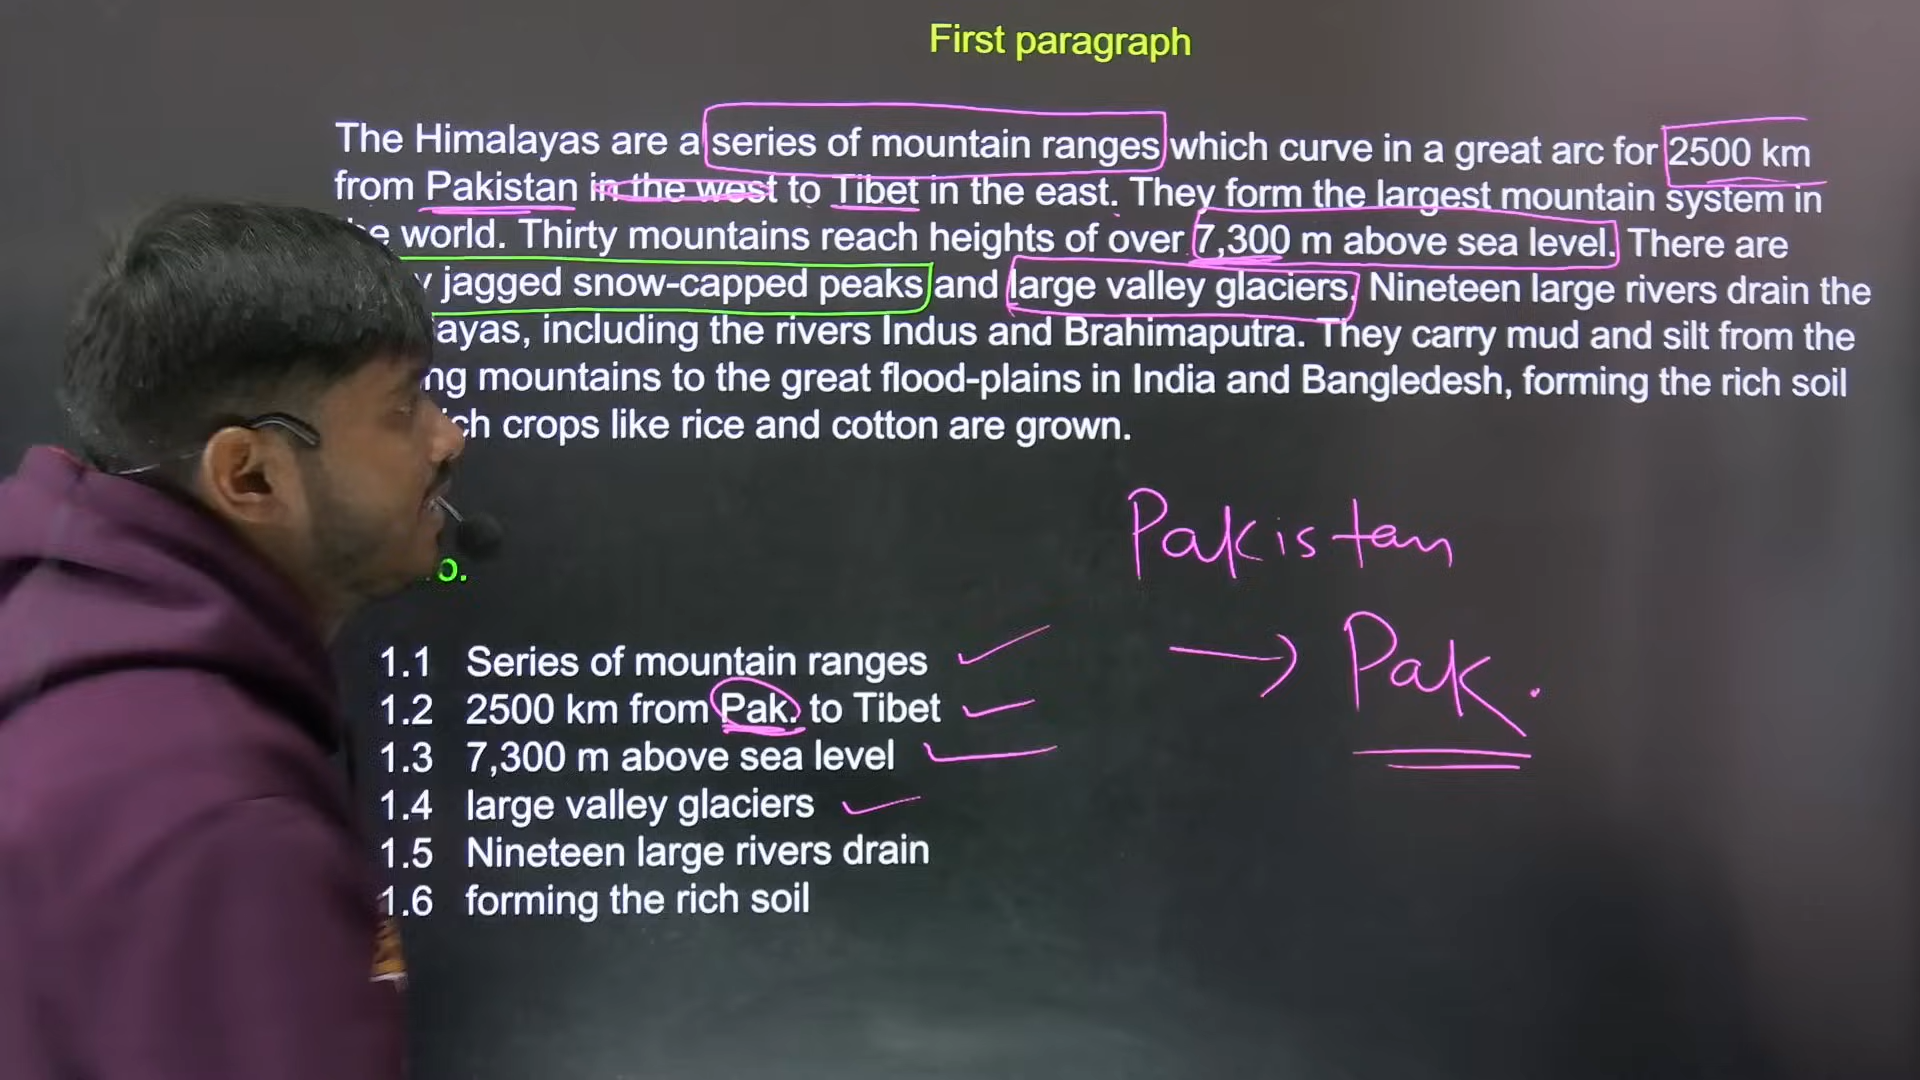 First paragraph
The Himalayas are a series of mountain ranges which curve in a great arc for 2500 km
from Pakistan in the west to Tibet in the east. They form the largest mountain system in
world. Thirty mountains reach heights of over 7,300 m above sea level. There are
jagged snow-capped peaks and large valley glaciers. Nineteen large rivers drain the
including the rivers Indus and Brahimaputra. They carry mud and silt from the
mountains to the great flood-plains in India and Bangledesh, forming the rich soil
crops like rice and cotton are grown.
Pakistan
→ Pak.
1.1 Series of mountain ranges
1.2 2500 km from Pak. to Tibet
1.3 7,300 m above sea level
1.4 large valley glaciers
1.5 Nineteen large rivers drain
1.6 forming the rich soil